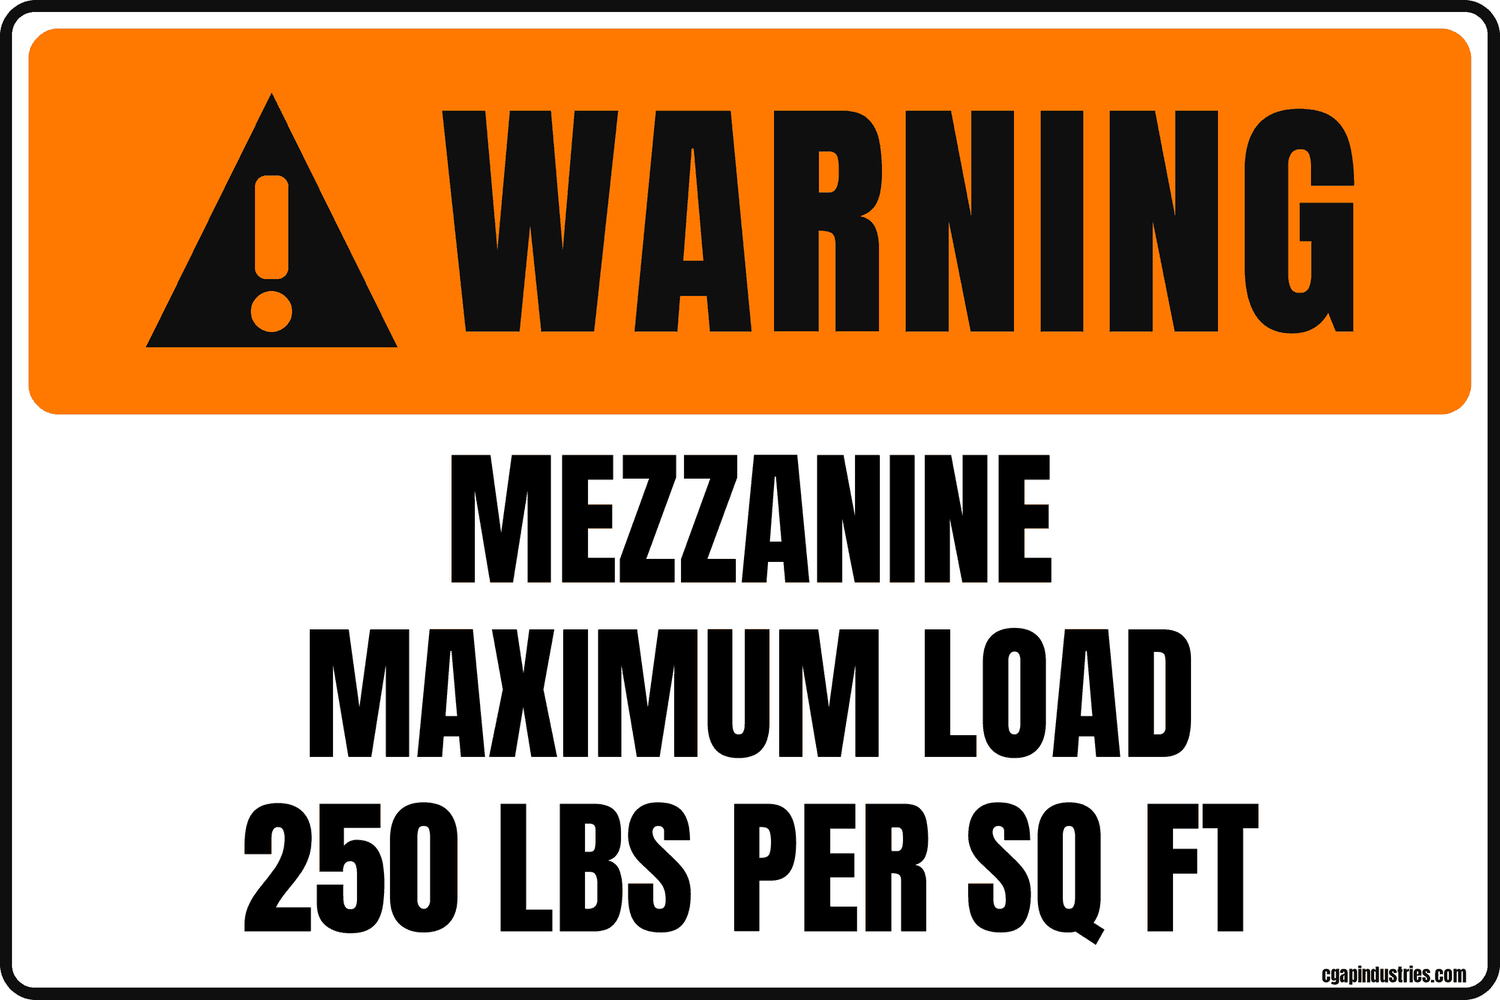 WARNING
MEZZANINE
MAXIMUM LOAD
250 LBS PER SQ FT
cgapindustries.com